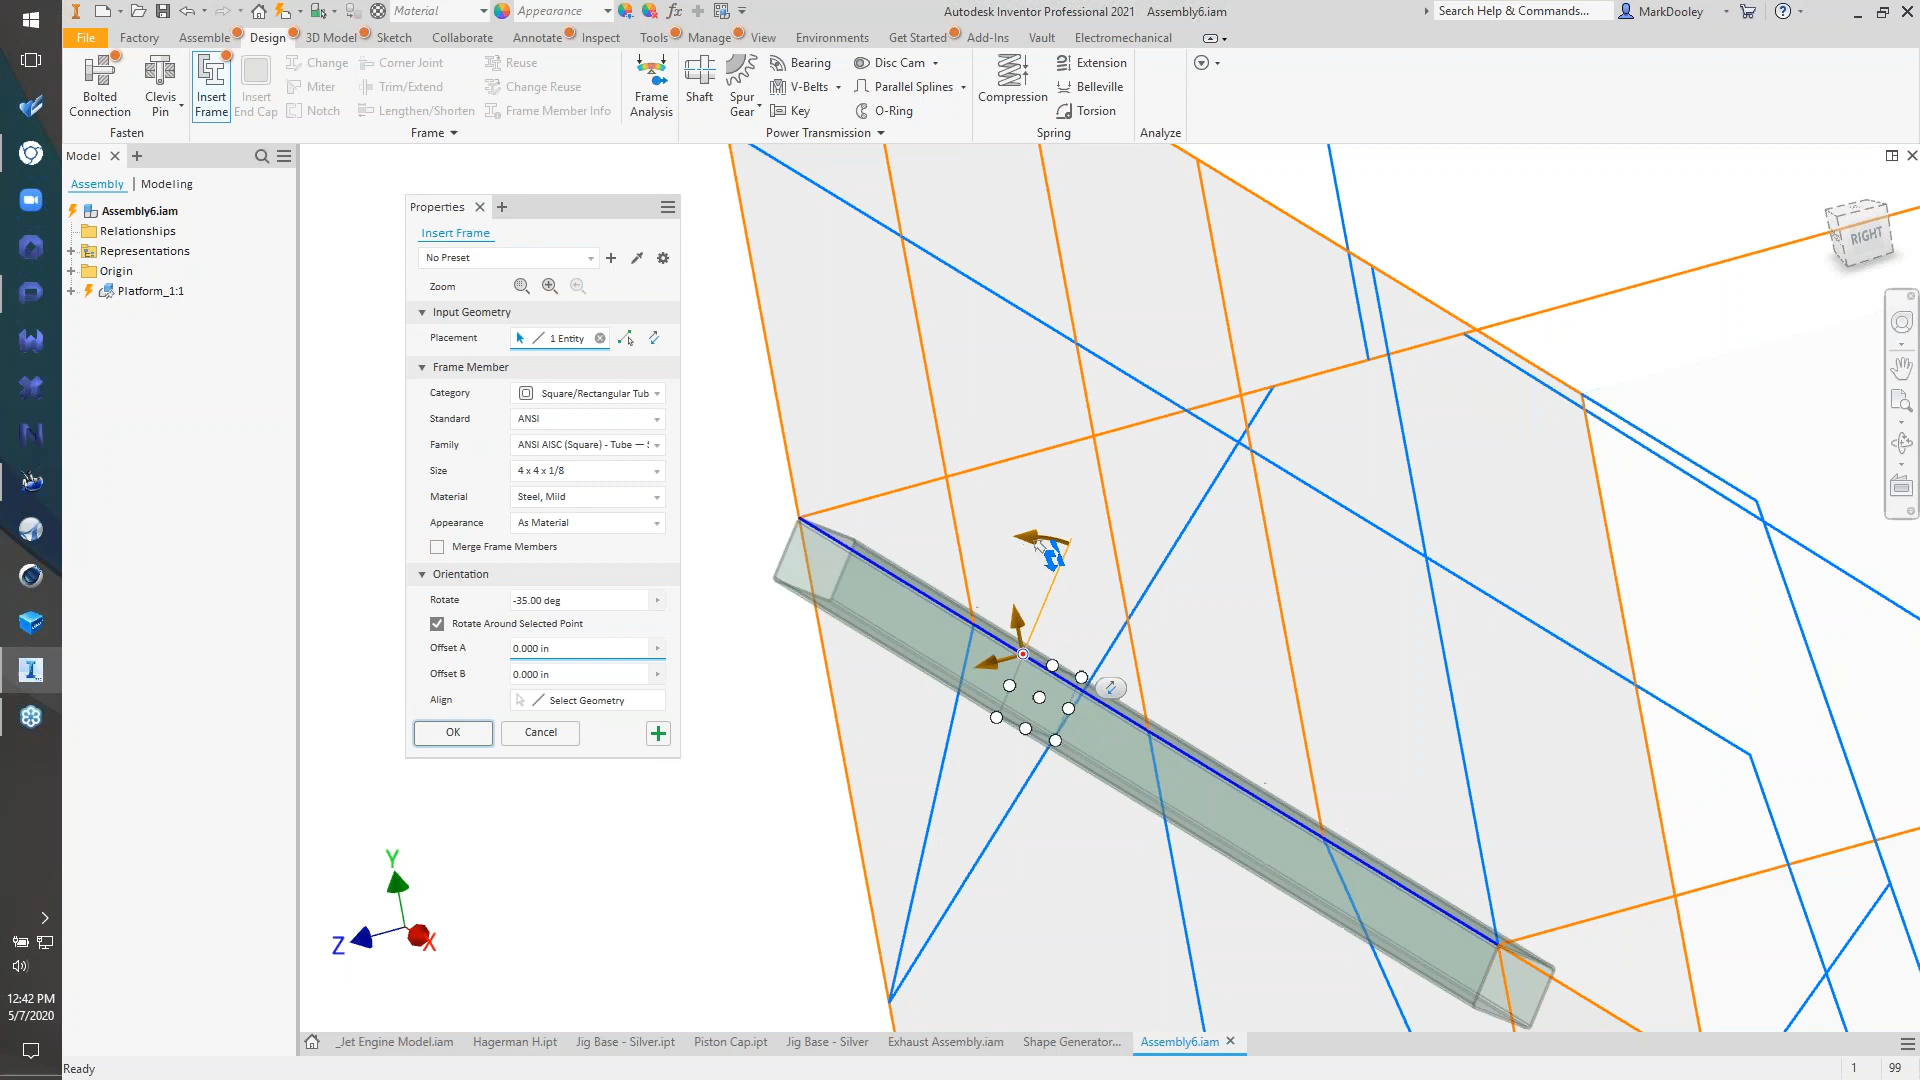 Material
Appearance
Autodesk Inventor Professional 2021 Assembly6.iam
Search Help & Commands...
MarkDooley
File Factory Assemble Design 3D Model Sketch Collaborate Annotate Inspect Tools Manage View Environments Get Started Add-Ins Vault Electromechanical
Bolted Connection
Clevis Pin
Insert Frame
Insert End Cap
Change
Miter
Notch
Corner Joint
Trim/Extend
Lengthen/Shorten
Reuse
Change Reuse
Frame Member Info
Frame Analysis
Shaft
Spur Gear
Bearing
V-Belts
Key
Disc Cam
Parallel Splines
O-Ring
Compression
Extension
Belleville
Torsion
Fasten
Frame
Power Transmission
Spring
Analyze
Model
Assembly | Modeling
Assembly6.iam
Relationships
Representations
Origin
Platform_1:1
Properties
Insert Frame
No Preset
Zoom
Input Geometry
Placement 1 Entity
Frame Member
Category Square/Rectangular Tub
Standard ANSI
Family ANSI AISC (Square) - Tube —
Size 4 x 4 x 1/8
Material Steel, Mild
Appearance As Material
Merge Frame Members
Orientation
Rotate -35.00 deg
Rotate Around Selected Point
Offset A 0.000 in
Offset B 0.000 in
Align Select Geometry
OK Cancel
RIGHT
Y
Z
X
12:42 PM
5/7/2020
_Jet Engine Model.iam Hagerman H.ipt Jig Base - Silver.ipt Piston Cap.ipt Jig Base - Silver Exhaust Assembly.iam Shape Generator... Assembly6.iam
Ready
1 99